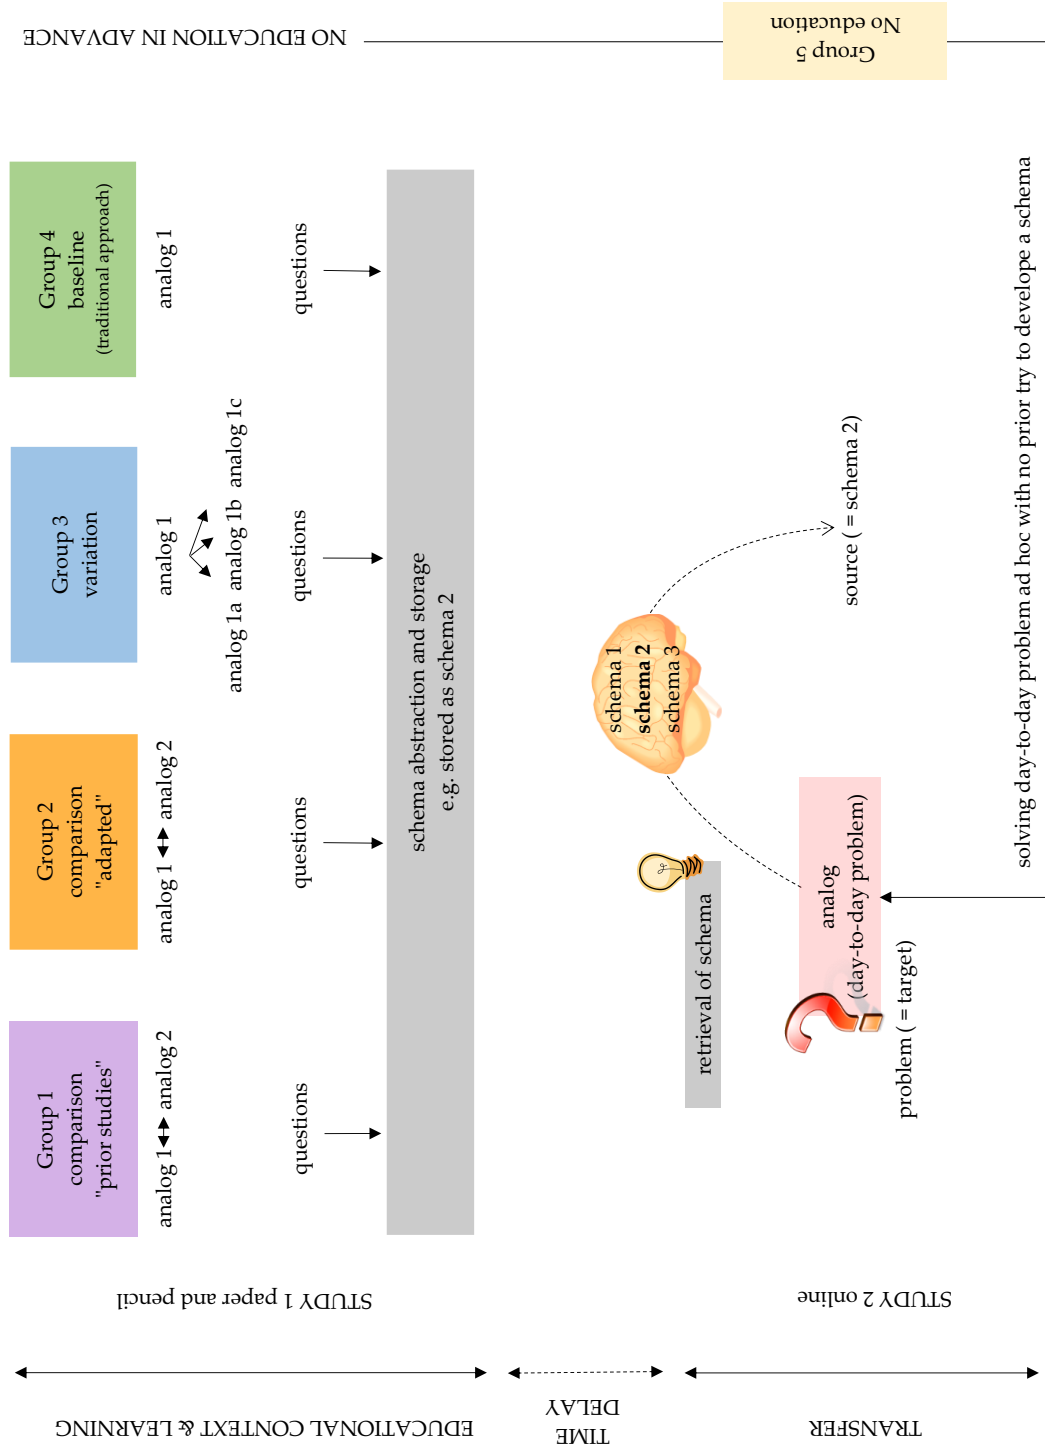 EDUCATIONAL CONTEXT & LEARNING
STUDY 1 paper and pencil
Group 1
comparison
"prior studies"
analog 1 analog 2
questions
Group 2
comparison
"adapted"
analog 1 analog 2
questions
Group 3
variation
analog 1
analog 1a analog 1b analog 1c
questions
Group 4
baseline
(traditional approach)
analog 1
questions
schema abstraction and storage
e.g. stored as schema 2
NO EDUCATION IN ADVANCE
Group 5
No education
TIME
DELAY
TRANSFER
STUDY 2 online
retrieval of schema
schema 1
schema 2
schema 3
source ( = schema 2)
analog
(day-to-day problem)
problem ( = target)
solving day-to-day problem ad hoc with no prior try to develope a schema